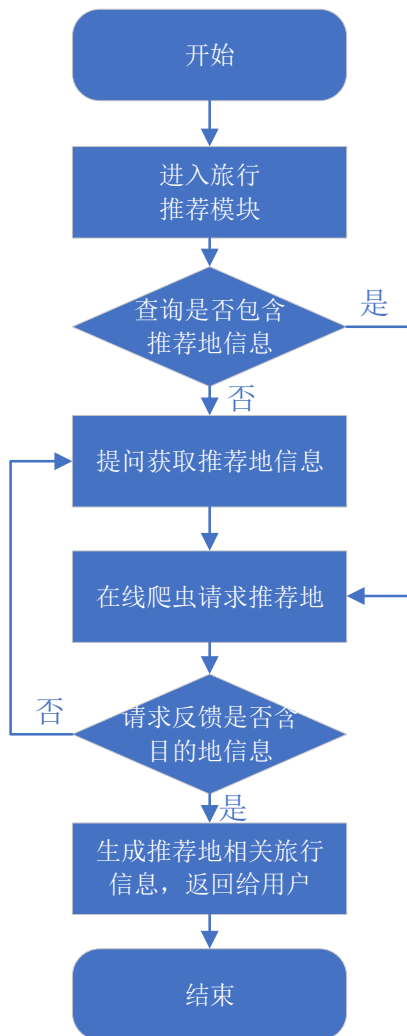 开始
进入旅行
推荐模块
查询是否包含
推荐地信息
是
否
提问获取推荐地信息
在线爬虫请求推荐地
请求反馈是否含
目的地信息
否
是
生成推荐地相关旅行
信息，返回给用户
结束